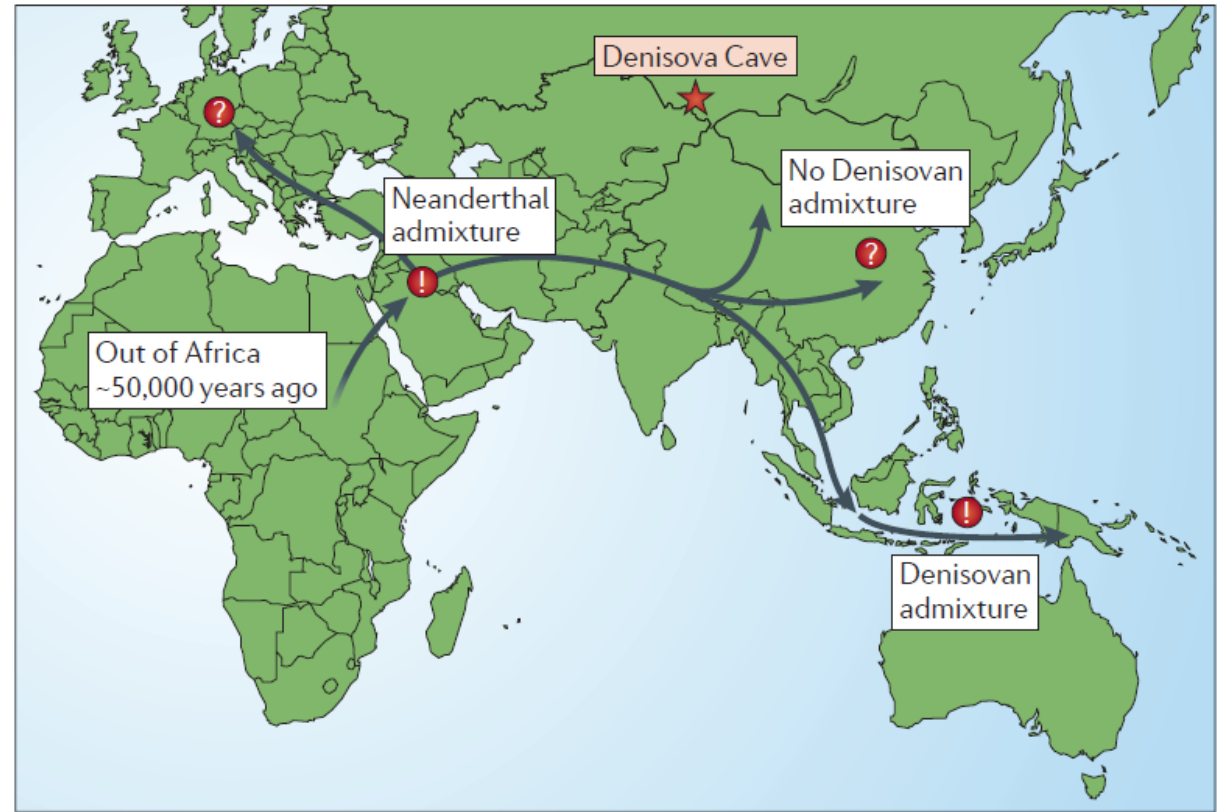 Denisova Cave
?
No Denisovan
admixture
Neanderthal
admixture
?
!
Out of Africa
~50,000 years ago
!
Denisovan
admixture